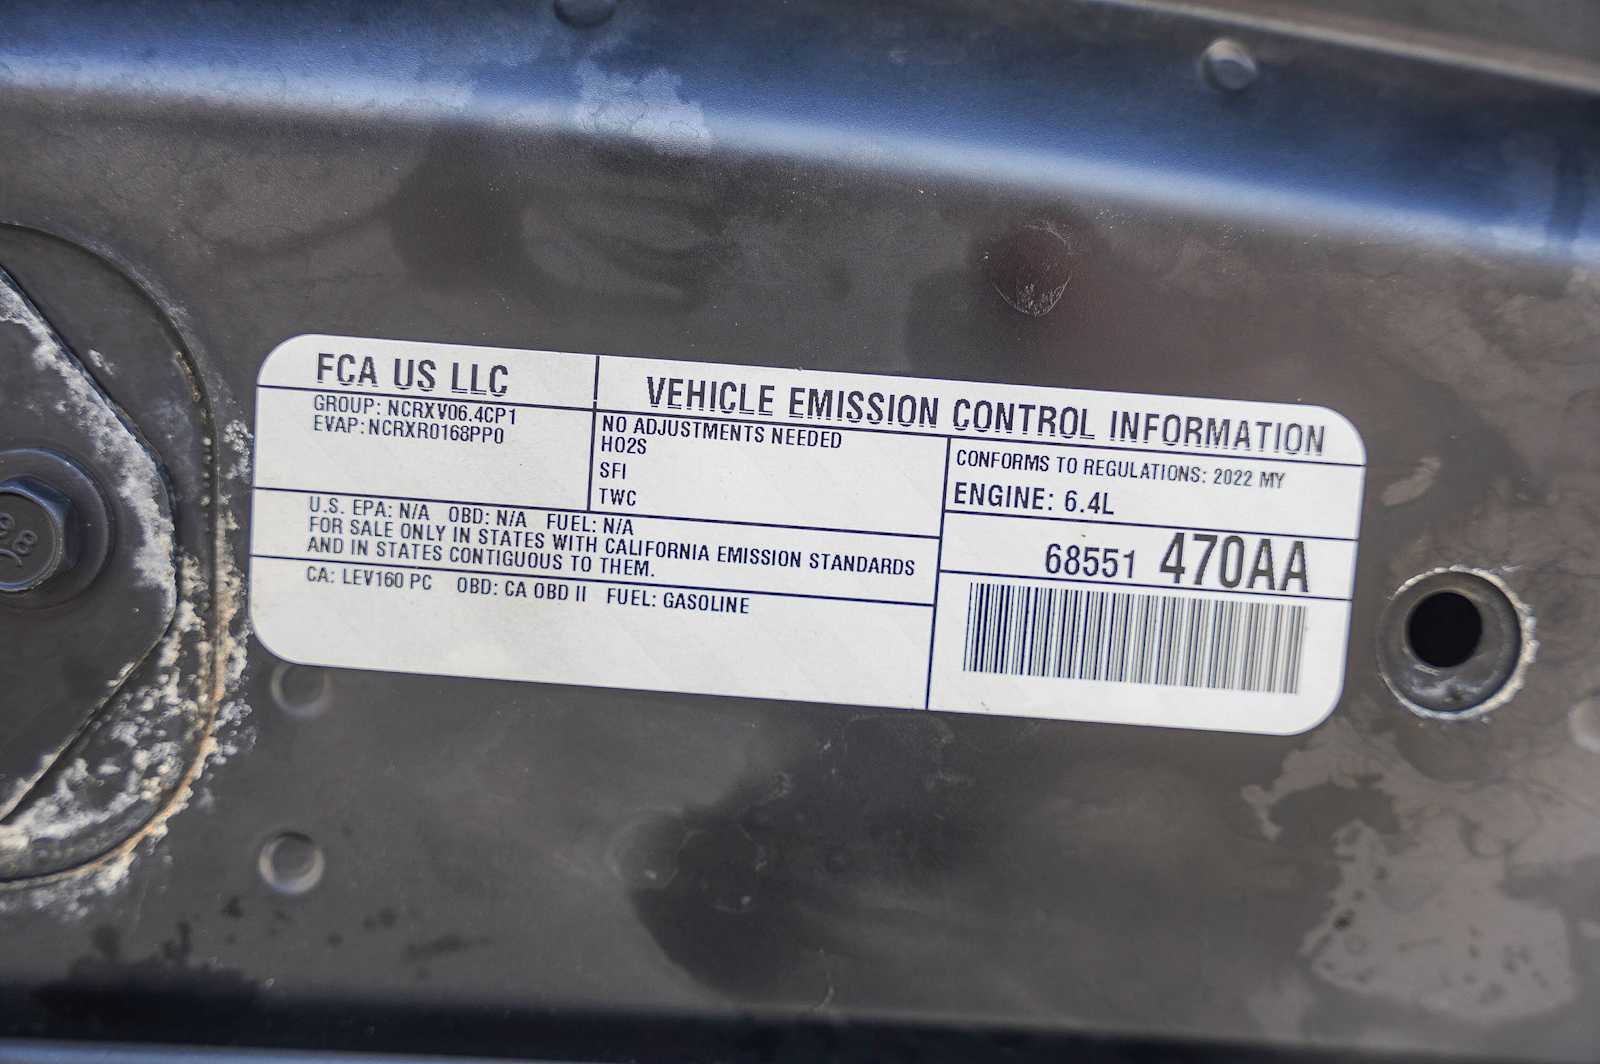 FCA US LLC
VEHICLE EMISSION CONTROL INFORMATION
GROUP: NCRXV06.4CP1
EVAP: NCRXR0168PP0
NO ADJUSTMENTS NEEDED
HO2S
SFI
TWC
CONFORMS TO REGULATIONS: 2022 MY
ENGINE: 6.4L
U.S. EPA: N/A OBD: N/A FUEL: N/A
FOR SALE ONLY IN STATES WITH CALIFORNIA EMISSION STANDARDS
AND IN STATES CONTIGUOUS TO THEM.
68551 470AA
CA: LEV160 PC OBD: CA OBD II FUEL: GASOLINE